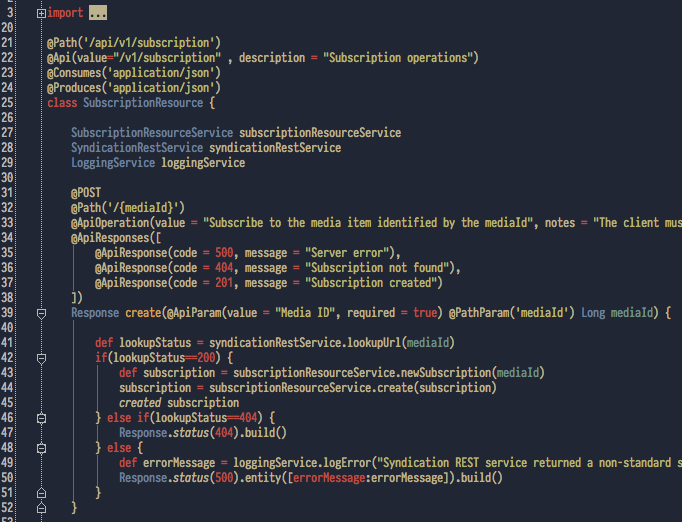 3 import ...
20
21 @Path('/api/v1/subscription')
22 @Api(value="/v1/subscription" , description = "Subscription operations")
23 @Consumes('application/json')
24 @Produces('application/json')
25 class SubscriptionResource {
26
27 SubscriptionResourceService subscriptionResourceService
28 SyndicationRestService syndicationRestService
29 LoggingService loggingService
30
31 @POST
32 @Path('/{mediaId}')
33 @ApiOperation(value = "Subscribe to the media item identified by the mediaId", notes = "The client mus
34 @ApiResponses([
35 @ApiResponse(code = 500, message = "Server error"),
36 @ApiResponse(code = 404, message = "Subscription not found"),
37 @ApiResponse(code = 201, message = "Subscription created")
38 ])
39 Response create(@ApiParam(value = "Media ID", required = true) @PathParam('mediaId') Long mediaId) {
40
41 def lookupStatus = syndicationRestService.lookupUrl(mediaId)
42 if(lookupStatus==200) {
43 def subscription = subscriptionResourceService.newSubscription(mediaId)
44 subscription = subscriptionResourceService.create(subscription)
45 created subscription
46 } else if(lookupStatus==404) {
47 Response.status(404).build()
48 } else {
49 def errorMessage = loggingService.logError("Syndication REST service returned a non-standard s
50 Response.status(500).entity([errorMessage:errorMessage]).build()
51 }
52 }